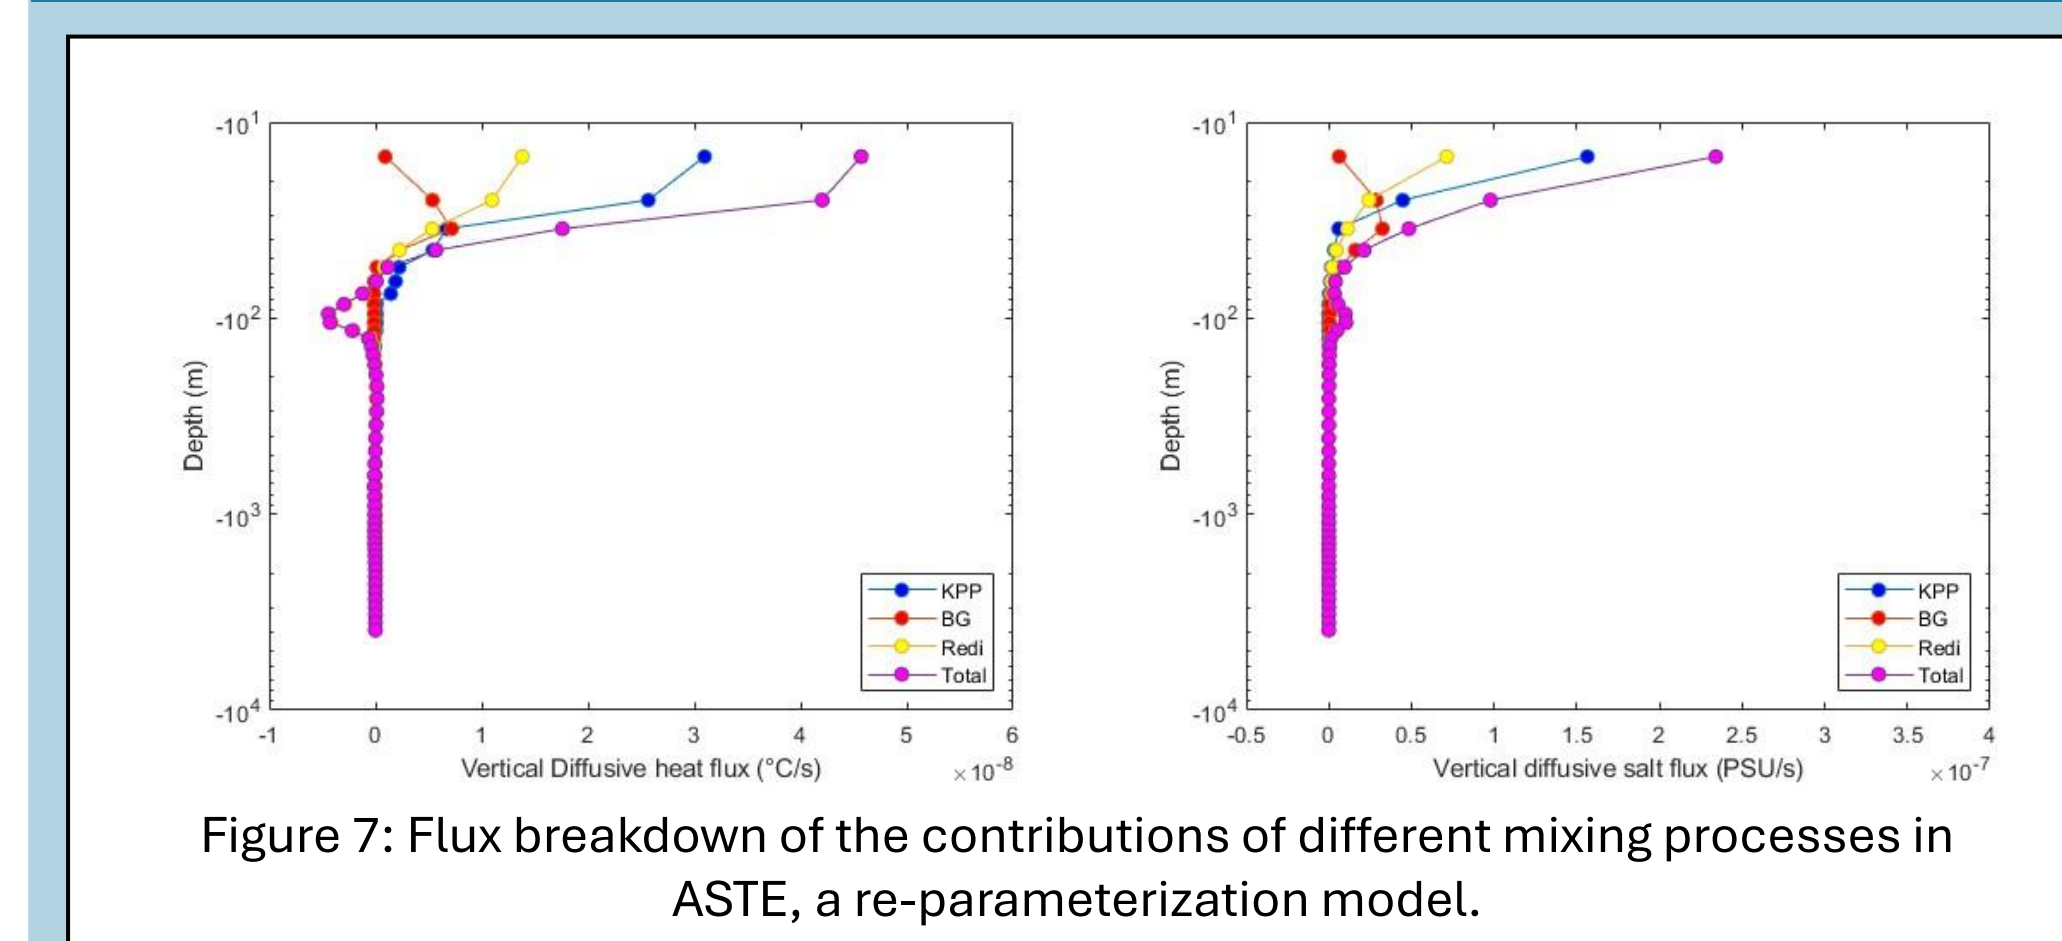 -10^1
-10^2
-10^3
-10^4
Depth (m)
-1 0 1 2 3 4 5 6
Vertical Diffusive heat flux (°C/s)
×10^-8
KPP
BG
Redi
Total
-10^1
-10^2
-10^3
-10^4
Depth (m)
-0.5 0 0.5 1 1.5 2 2.5 3 3.5 4
Vertical diffusive salt flux (PSU/s)
×10^-7
KPP
BG
Redi
Total
Figure 7: Flux breakdown of the contributions of different mixing processes in
ASTE, a re-parameterization model.